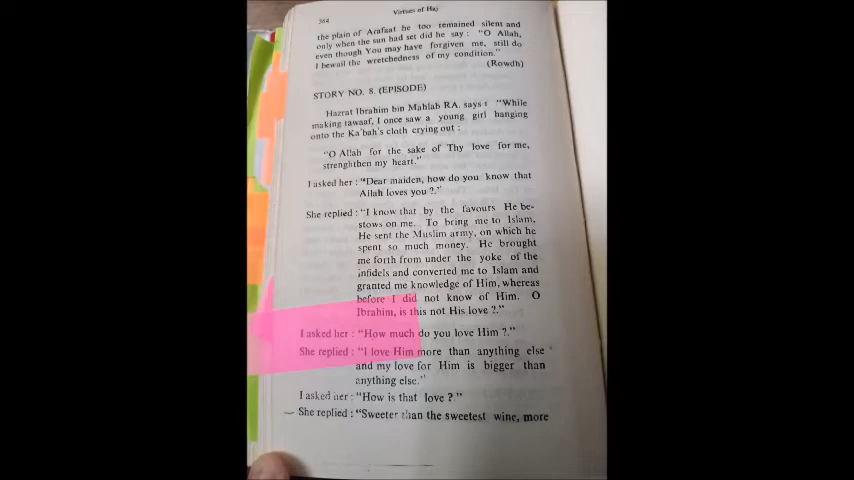 364
Virtues of Haj
the plain of Arafaat he too remained silent and
only when the sun had set did he say : "O Allah,
even though You may have forgiven me, still do
I bewail the wretchedness of my condition."
(Rowdh)
STORY NO. 8. (EPISODE)
Hazrat Ibrahim bin Mahlab RA. says : "While
making tawaaf, I once saw a young girl hanging
onto the Ka'bah's cloth crying out :
"O Allah for the sake of Thy love for me,
strenghthen my heart."
I asked her : "Dear maiden, how do you know that
Allah loves you ?."
She replied : "I know that by the favours He be-
stows on me. To bring me to Islam,
He sent the Muslim army, on which he
spent so much money. He brought
me forth from under the yoke of the
infidels and converted me to Islam and
granted me knowledge of Him, whereas
before I did not know of Him. O
Ibrahim, is this not His love ?."
I asked her : "How much do you love Him ?."
She replied : "I love Him more than anything else
and my love for Him is bigger than
anything else."
I asked her : "How is that love ?."
She replied : "Sweeter than the sweetest wine, more